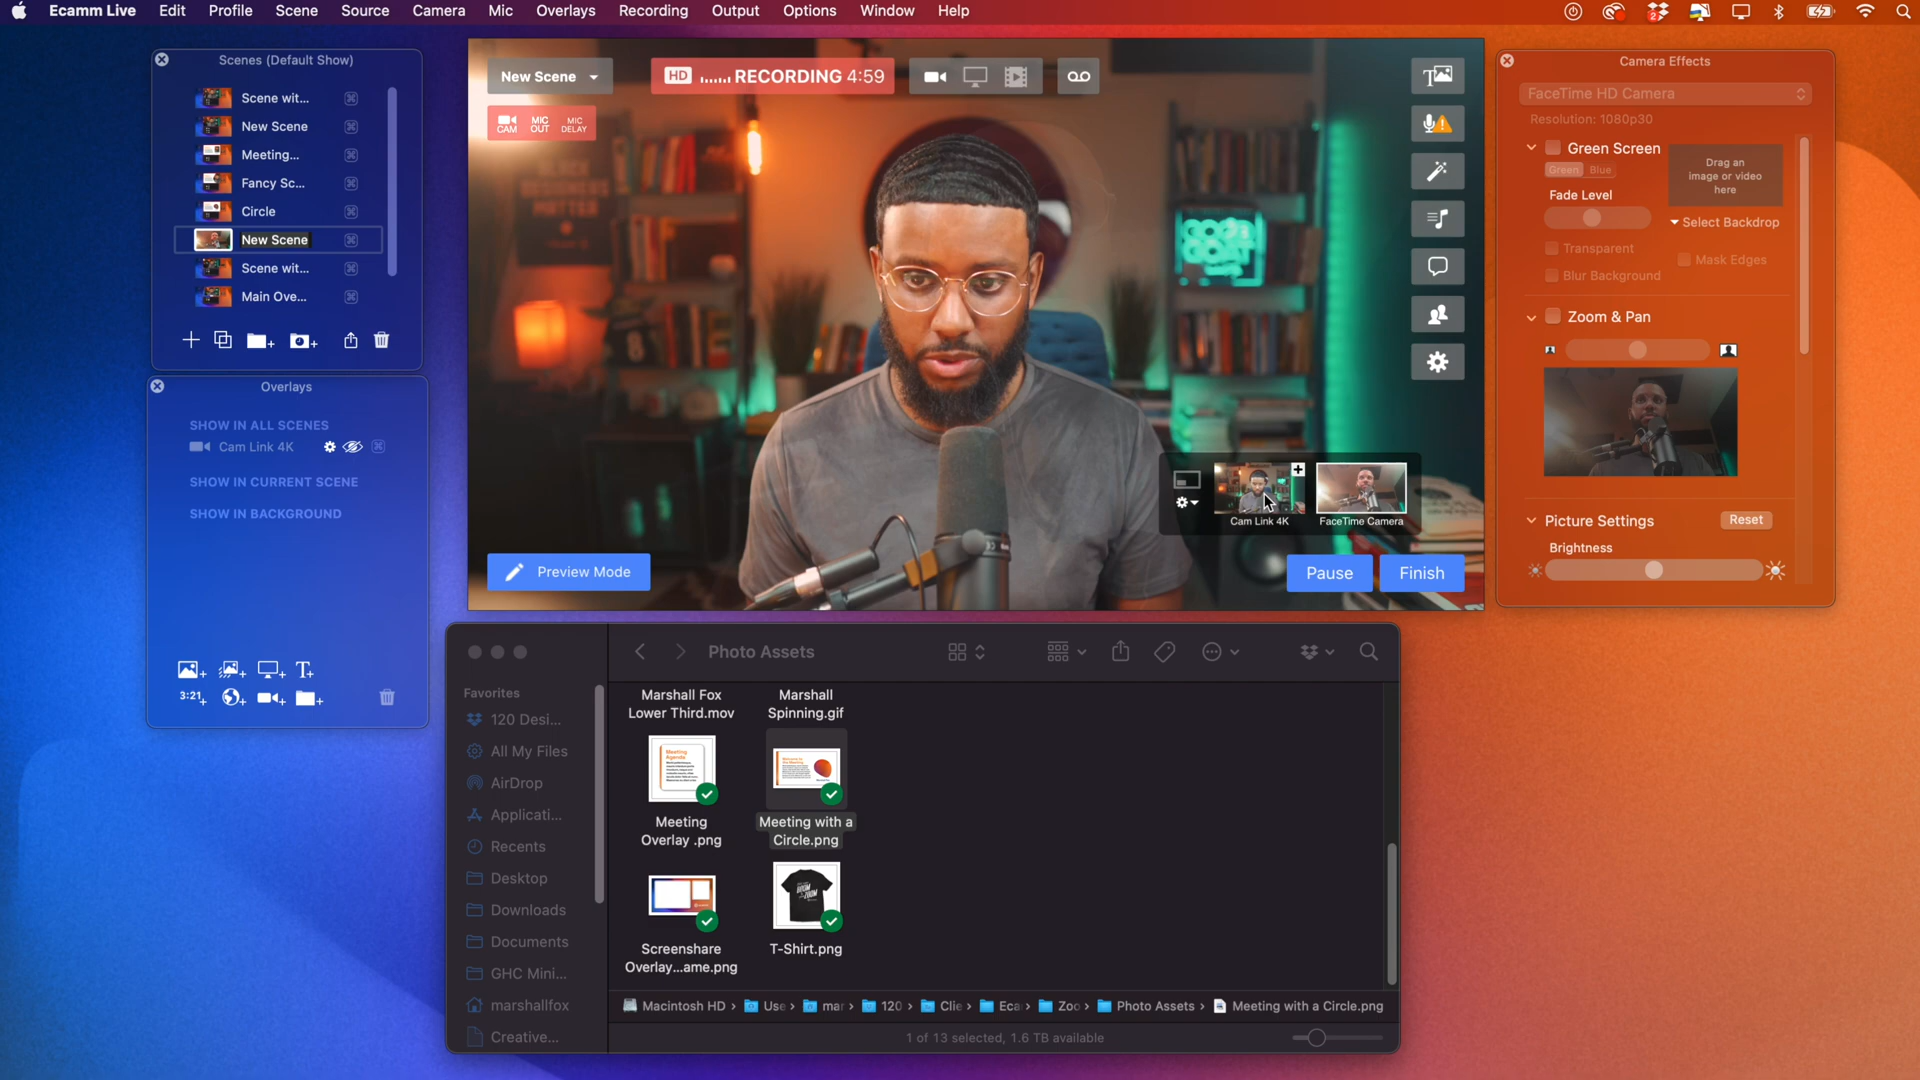 Ecamm Live Edit Profile Scene Source Camera Mic Overlays Recording Output Options Window Help
Scenes (Default Show)
Scene wit...
New Scene
Meeting...
Fancy Sc...
Circle
New Scene
Scene wit...
Main Ove...
Overlays
SHOW IN ALL SCENES
Cam Link 4K
SHOW IN CURRENT SCENE
SHOW IN BACKGROUND
3:21+
New Scene
HD RECORDING 4:59
CAM
MIC OUT
MIC DELAY
GOOD
GOAT
Cam Link 4K
FaceTime Camera
Preview Mode
Pause
Finish
Camera Effects
FaceTime HD Camera
Resolution: 1080p30
Green Screen
Green Blue
Drag an
image or video
here
Fade Level
Select Backdrop
Transparent
Mask Edges
Blur Background
Zoom & Pan
Picture Settings
Reset
Brightness
Photo Assets
Favorites
120 Desi...
All My Files
AirDrop
Applicati...
Recents
Desktop
Downloads
Documents
GHC Mini...
marshallfox
Creative...
Marshall Fox
Lower Third.mov
Marshall
Spinning.gif
Meeting
Agenda
Meeting
Overlay .png
Welcome to
the Meeting
Meeting with a
Circle.png
Screenshare
Overlay...ame.png
T-Shirt.png
Macintosh HD › Use › mar › 120 › Clie › Eca › Zoo › Photo Assets › Meeting with a Circle.png
1 of 13 selected, 1.6 TB available